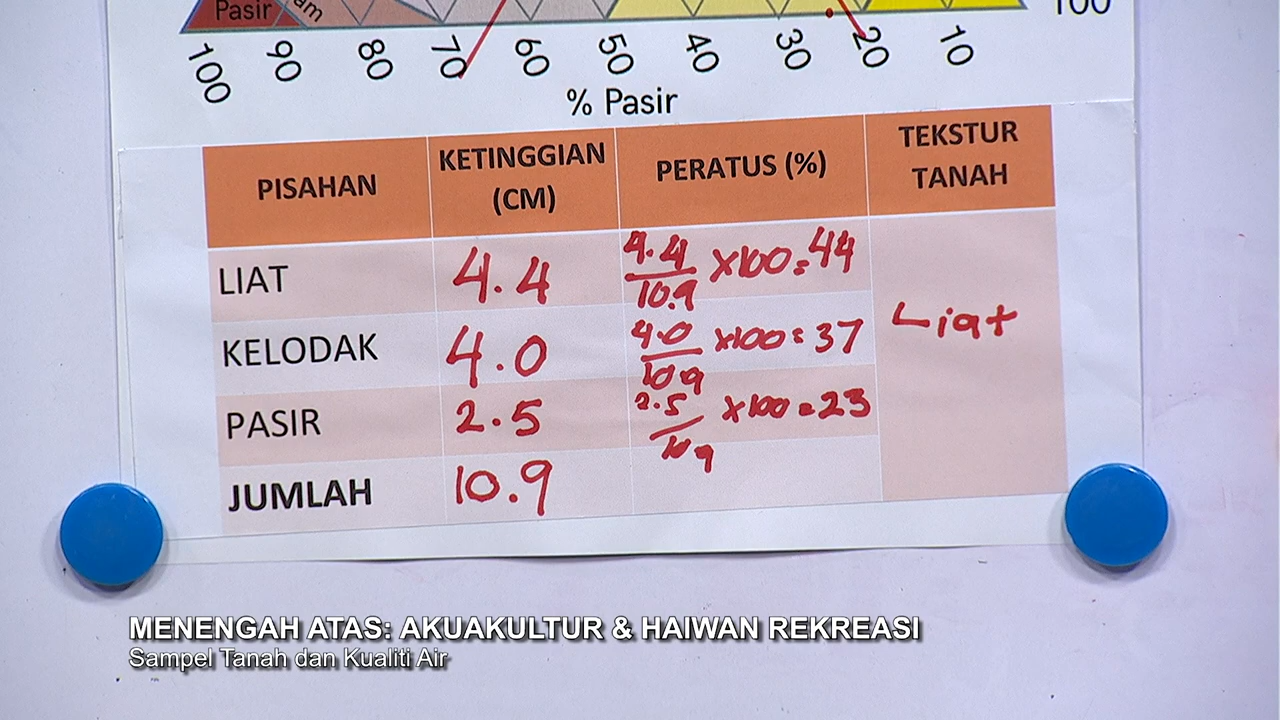 Pasir
am
100 90 80 70 60 50 40 30 20 10
100
% Pasir
PISAHAN KETINGGIAN (CM) PERATUS (%) TEKSTUR TANAH
LIAT 4.4 4.4/10.9 x100=44 Liat
KELODAK 4.0 4.0/10.9 x100=37
PASIR 2.5 2.5/10.9 x100=23
JUMLAH 10.9
MENENGAH ATAS: AKUAKULTUR & HAIWAN REKREASI
Sampel Tanah dan Kualiti Air